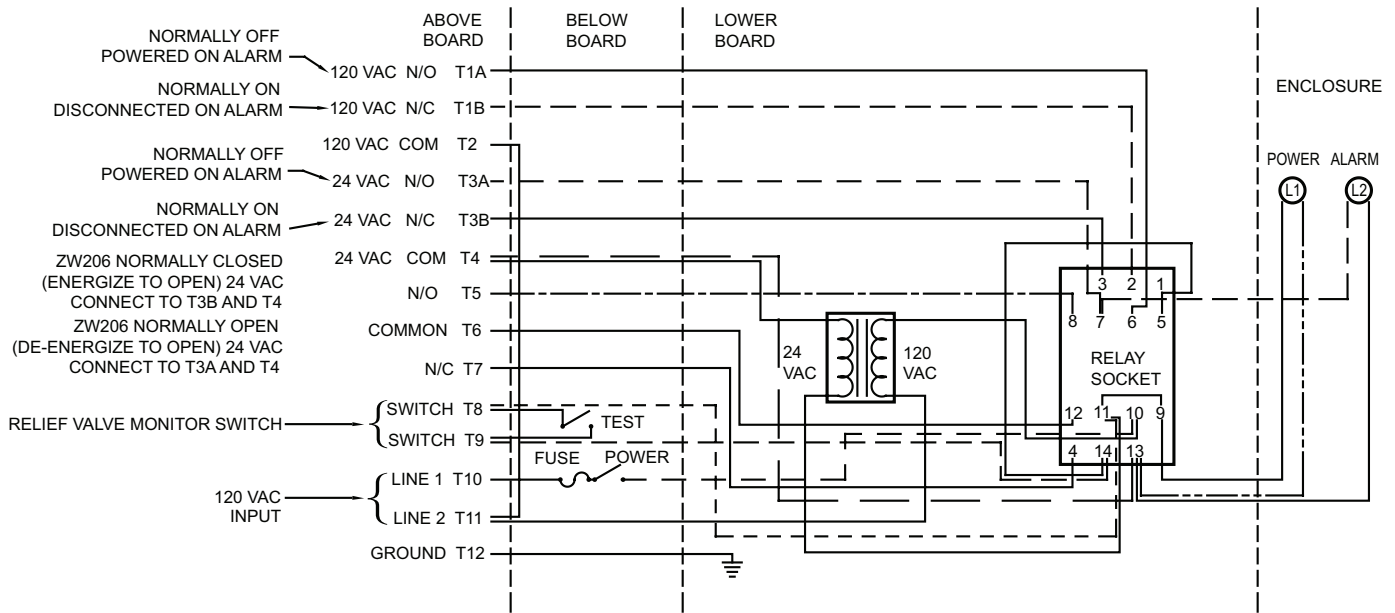 ABOVE
BOARD
BELOW
BOARD
LOWER
BOARD
ENCLOSURE
NORMALLY OFF
POWERED ON ALARM
120 VAC N/O T1A
NORMALLY ON
DISCONNECTED ON ALARM
120 VAC N/C T1B
120 VAC COM T2
NORMALLY OFF
POWERED ON ALARM
24 VAC N/O T3A
NORMALLY ON
DISCONNECTED ON ALARM
24 VAC N/C T3B
24 VAC COM T4
ZW206 NORMALLY CLOSED
(ENERGIZE TO OPEN) 24 VAC
CONNECT TO T3B AND T4
N/O T5
ZW206 NORMALLY OPEN
(DE-ENERGIZE TO OPEN) 24 VAC
CONNECT TO T3A AND T4
COMMON T6
N/C T7
RELIEF VALVE MONITOR SWITCH
SWITCH T8
SWITCH T9
TEST
FUSE
POWER
120 VAC
INPUT
LINE 1 T10
LINE 2 T11
GROUND T12
24
VAC
120
VAC
3 2 1
8 7 6 5
RELAY
SOCKET
12 11 10 9
4 14 13
POWER ALARM
L1 L2